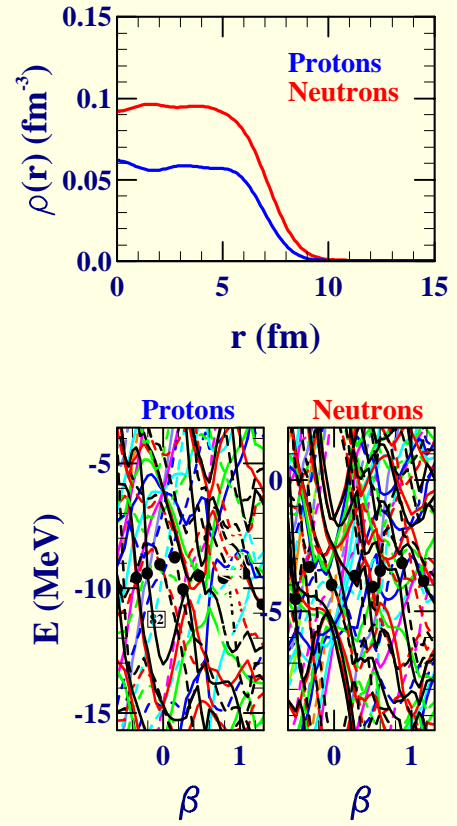 ρ(r) (fm-3)
0.15
0.1
0.05
0.0
Protons
Neutrons
0 5 10 15
r (fm)
Protons Neutrons
E (MeV)
-5
-10
-15
82
0
-5
0 1 0 1
β β